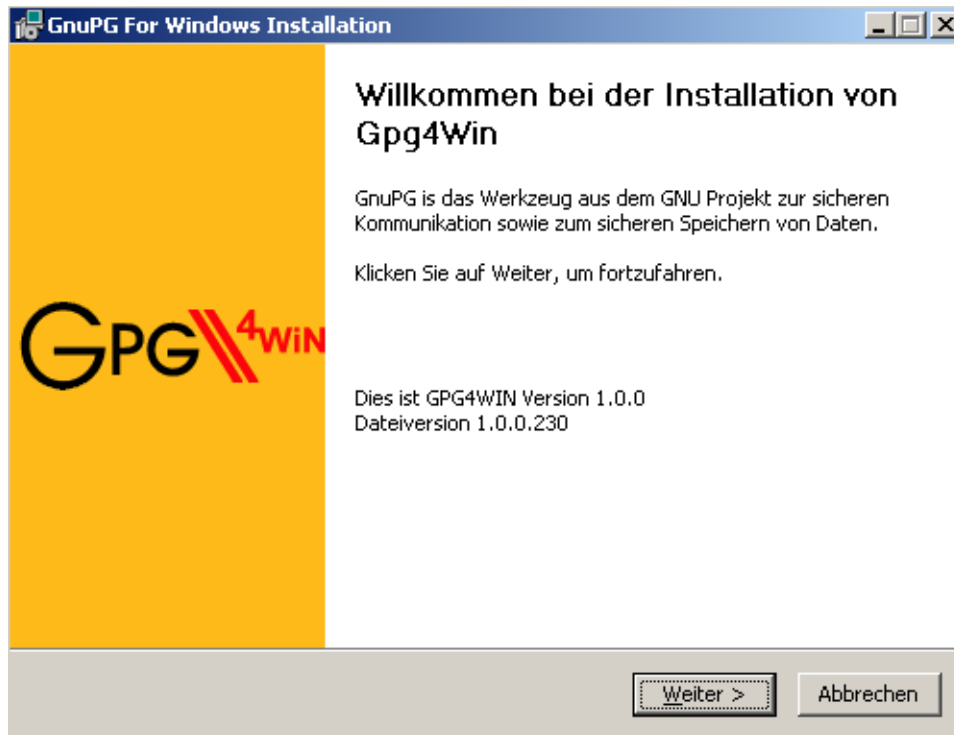 GnuPG For Windows Installation
Willkommen bei der Installation von
Gpg4Win
GnuPG is das Werkzeug aus dem GNU Projekt zur sicheren
Kommunikation sowie zum sicheren Speichern von Daten.
Klicken Sie auf Weiter, um fortzufahren.
GPG4WiN
Dies ist GPG4WIN Version 1.0.0
Dateiversion 1.0.0.230
Weiter >
Abbrechen